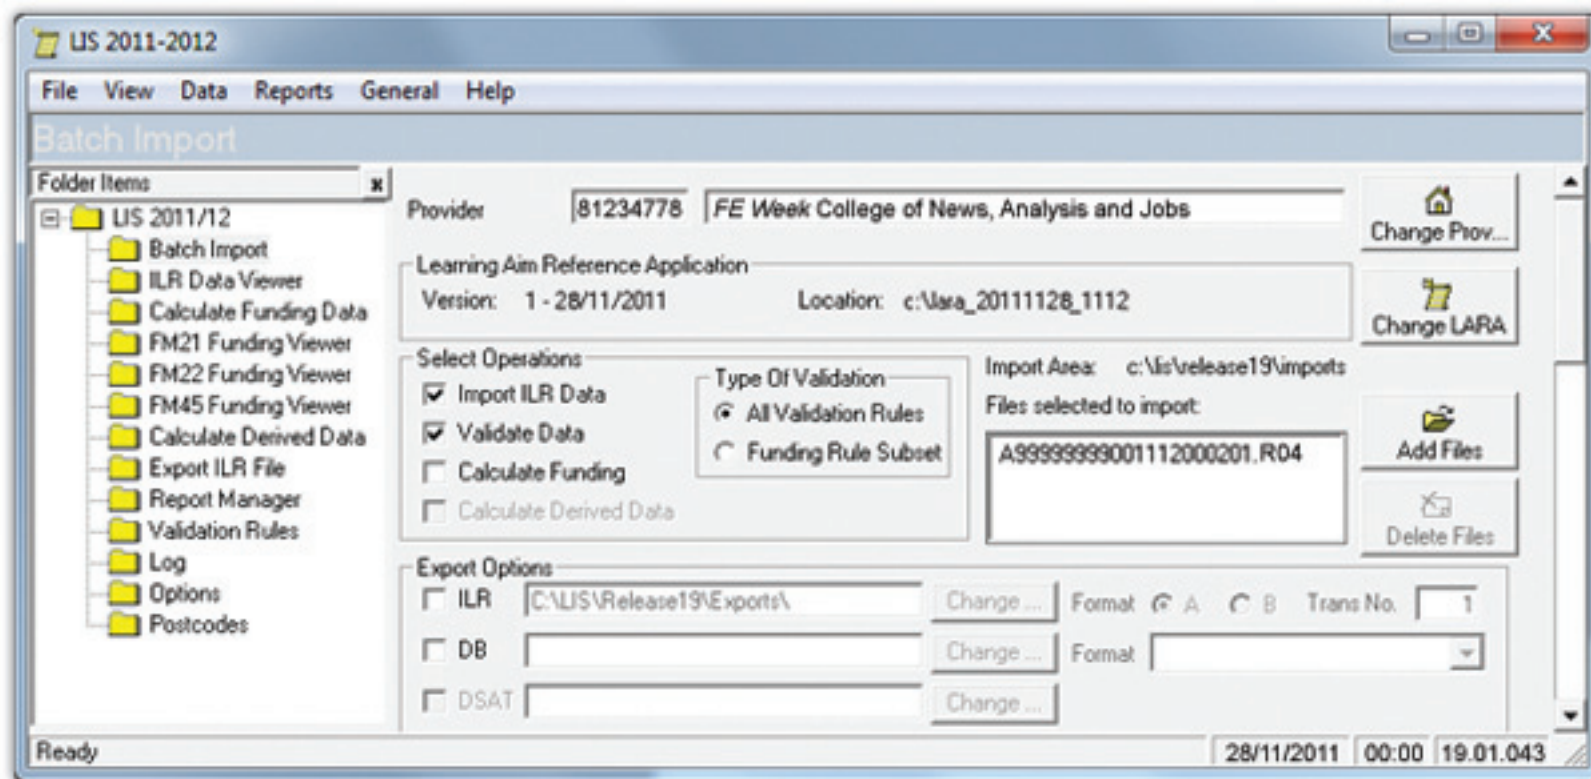 LIS 2011-2012
File View Data Reports General Help
Batch Import
Folder Items
LIS 2011/12
Batch Import
ILR Data Viewer
Calculate Funding Data
FM21 Funding Viewer
FM22 Funding Viewer
FM45 Funding Viewer
Calculate Derived Data
Export ILR File
Report Manager
Validation Rules
Log
Options
Postcodes
Provider 81234778 FE Week College of News, Analysis and Jobs
Change Prov...
Learning Aim Reference Application
Version: 1 - 28/11/2011 Location: c:\lara_20111128_1112
Change LARA
Select Operations
Import ILR Data
Validate Data
Calculate Funding
Calculate Derived Data
Type Of Validation
All Validation Rules
Funding Rule Subset
Import Area: c:\lis\release19\imports
Files selected to import:
A99999999001112000201.R04
Add Files
Delete Files
Export Options
ILR C:\LIS\Release19\Exports\ Change ... Format A B Trans No. 1
DB Change ... Format
DSAT Change ...
Ready 28/11/2011 00:00 19.01.043